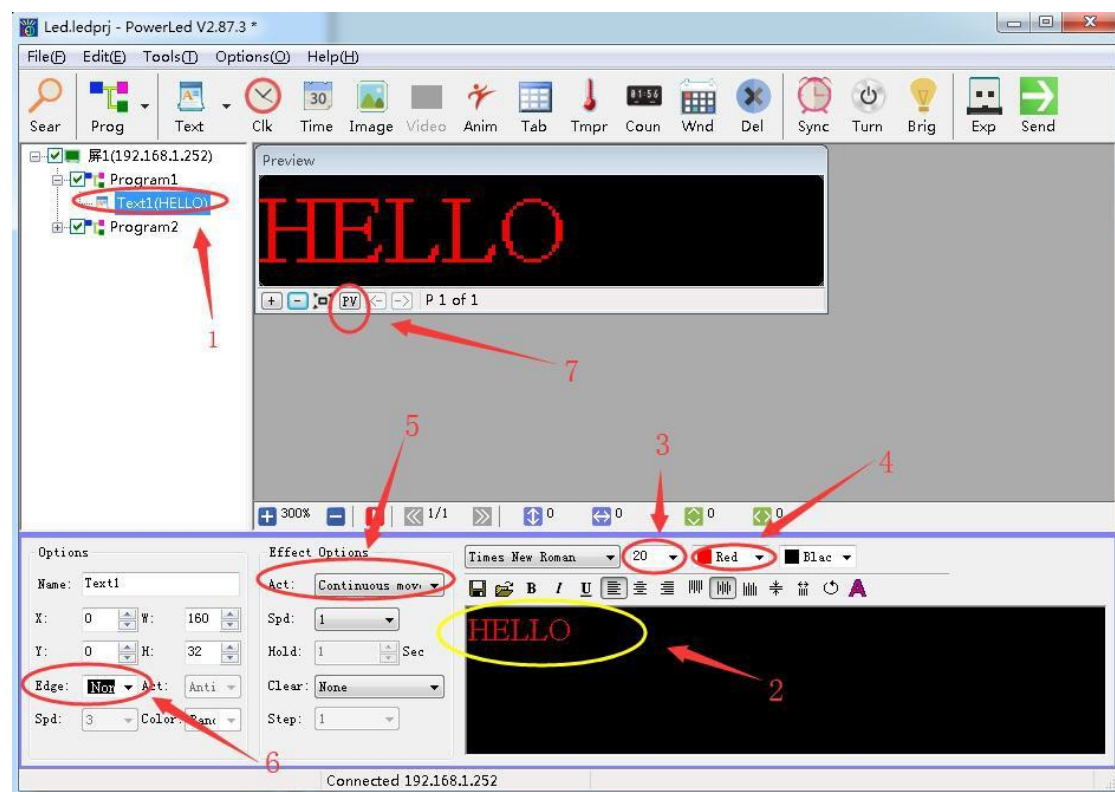 Led.ledprj - PowerLed V2.87.3 *
File(F) Edit(E) Tools(T) Options(O) Help(H)
30 01:56
Sear Prog Text Clk Time Image Video Anim Tab Tmpr Coun Wnd Del Sync Turn Brig Exp Send
屏1(192.168.1.252)
Program1
Text1(HELLO)
Program2
1
Preview
HELLO
PV P 1 of 1
7
5
3
4
300% 1/1 0 0 0 0
Options
Name: Text1
X: 0 W: 160
Y: 0 H: 32
Edge: Non Act: Anti
Spd: 3 Color: Ranc
6
Effect Options
Act: Continuous mov
Spd: 1
Hold: 1 Sec
Clear: None
Step: 1
Times New Roman 20 Red Blac
B I U A
HELLO
2
Connected 192.168.1.252